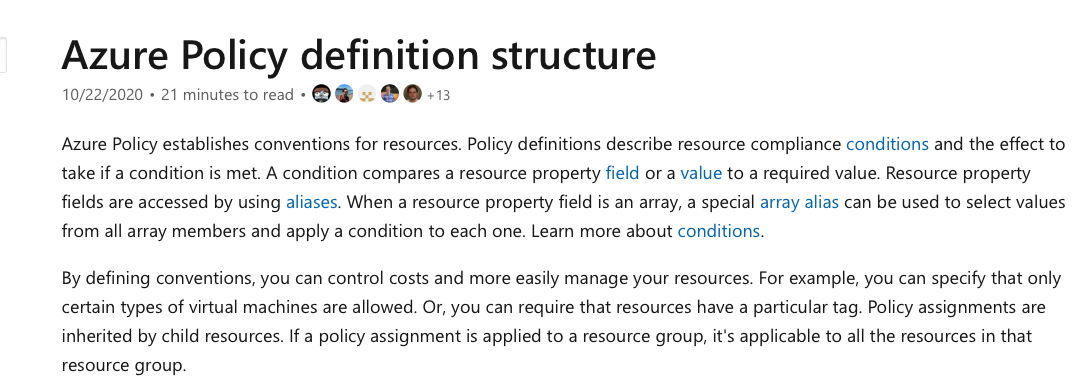 Azure Policy definition structure
10/22/2020 • 21 minutes to read • +13
Azure Policy establishes conventions for resources. Policy definitions describe resource compliance conditions and the effect to
take if a condition is met. A condition compares a resource property field or a value to a required value. Resource property
fields are accessed by using aliases. When a resource property field is an array, a special array alias can be used to select values
from all array members and apply a condition to each one. Learn more about conditions.
By defining conventions, you can control costs and more easily manage your resources. For example, you can specify that only
certain types of virtual machines are allowed. Or, you can require that resources have a particular tag. Policy assignments are
inherited by child resources. If a policy assignment is applied to a resource group, it's applicable to all the resources in that
resource group.